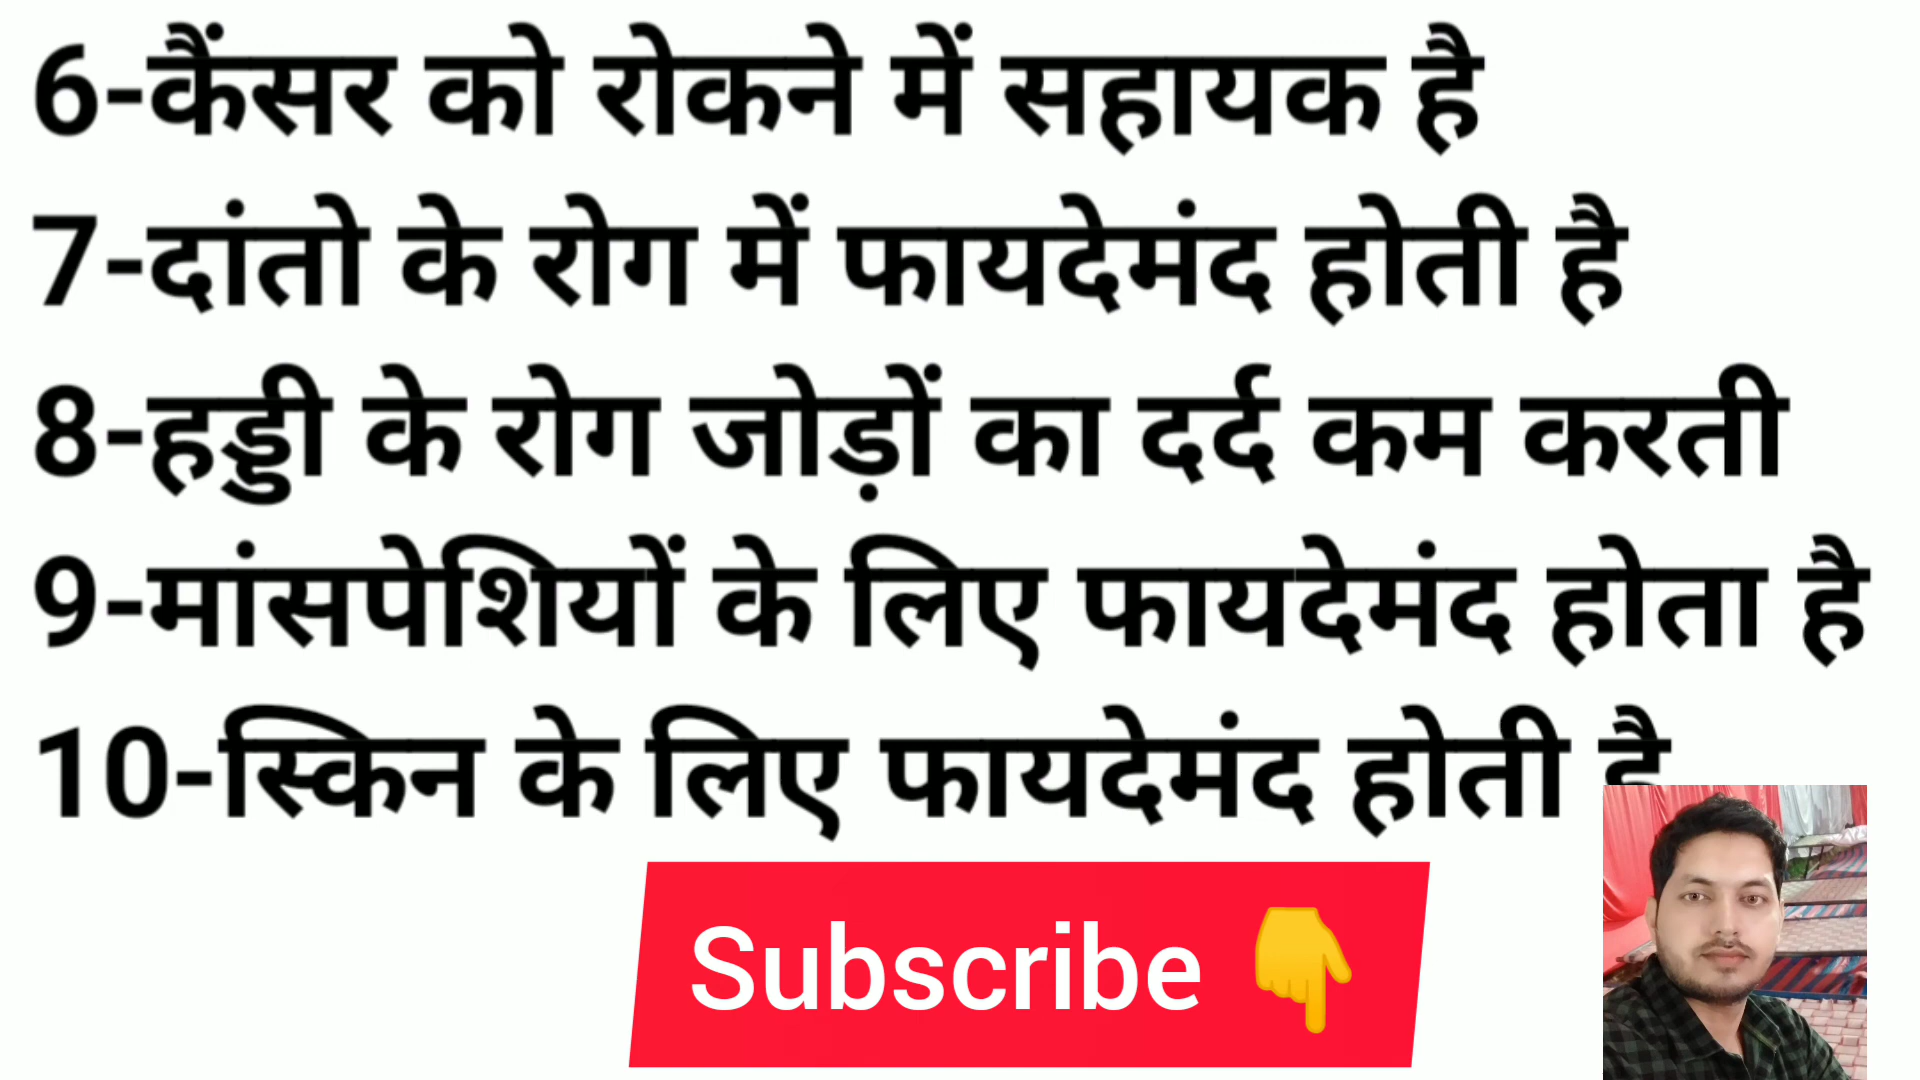 6-कैंसर को रोकने में सहायक है
7-दांतो के रोग में फायदेमंद होती है
8-हड्डी के रोग जोड़ों का दर्द कम करती
9-मांसपेशियों के लिए फायदेमंद होता है
10-स्किन के लिए फायदेमंद होती है
Subscribe 👇